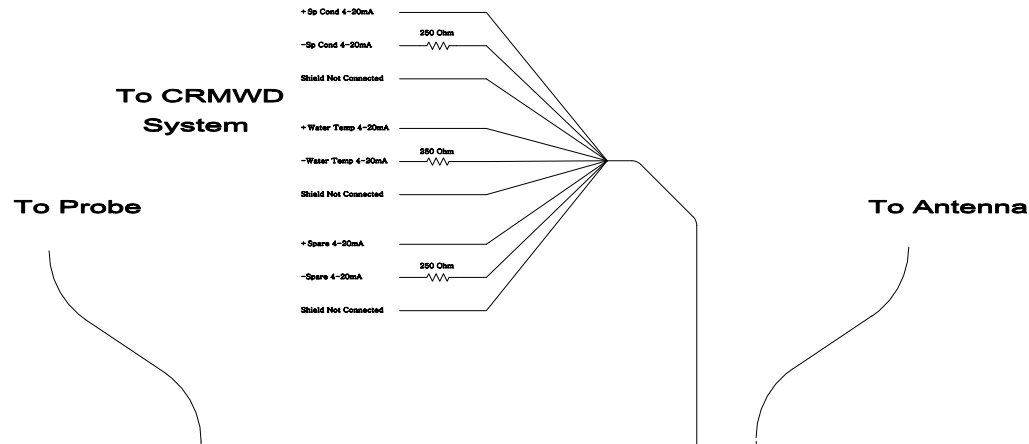 +Sp Cond 4-20mA
250 Ohm
-Sp Cond 4-20mA
Shield Not Connected
To CRMWD
System
+Water Temp 4-20mA
250 Ohm
-Water Temp 4-20mA
Shield Not Connected
To Probe
To Antenna
+Spare 4-20mA
250 Ohm
-Spare 4-20mA
Shield Not Connected